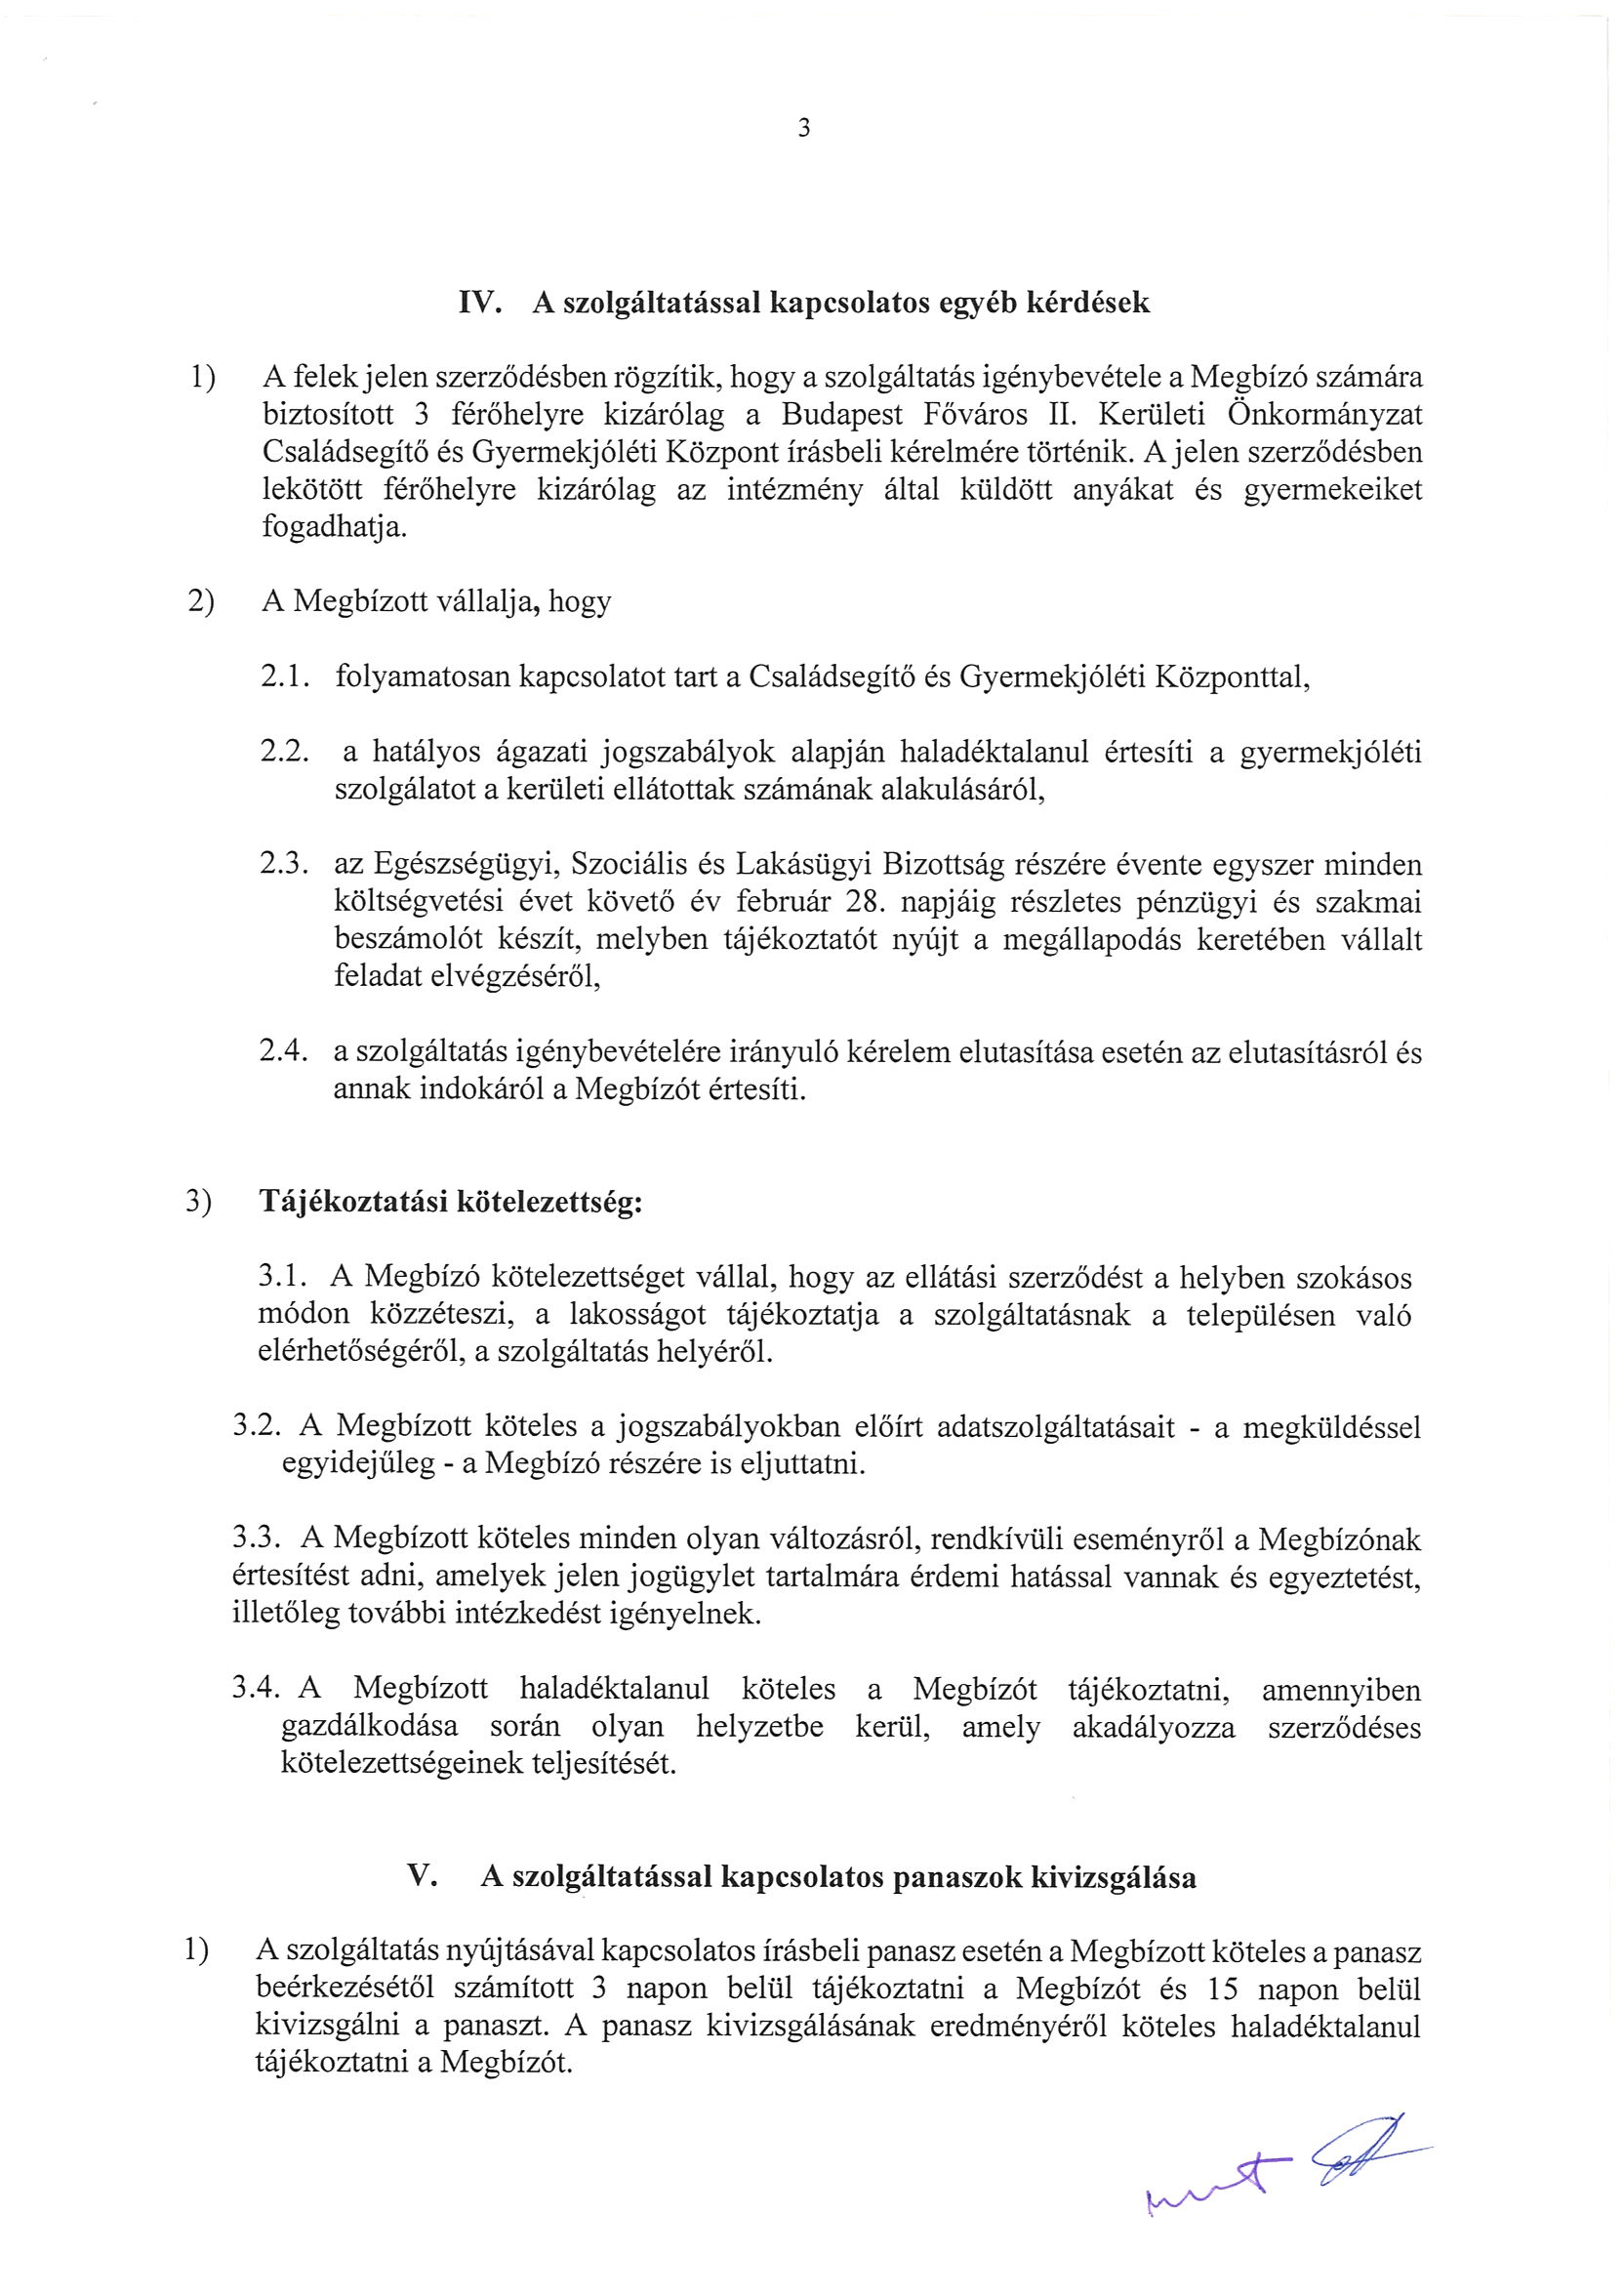 3
IV. A szolgáltatással kapcsolatos egyéb kérdések
1) A felek jelen szerződésben rögzítik, hogy a szolgáltatás igénybevétele a Megbízó számára
biztosított 3 férőhelyre kizárólag a Budapest Főváros II. Kerületi Önkormányzat
Családsegítő és Gyermekjóléti Központ írásbeli kérelmére történik. A jelen szerződésben
lekötött férőhelyre kizárólag az intézmény által küldött anyákat és gyermekeiket
fogadhatja.
2) A Megbízott vállalja, hogy
2.1. folyamatosan kapcsolatot tart a Családsegítő és Gyermekjóléti Központtal,
2.2. a hatályos ágazati jogszabályok alapján haladéktalanul értesíti a gyermekjóléti
szolgálatot a kerületi ellátottak számának alakulásáról,
2.3. az Egészségügyi, Szociális és Lakásügyi Bizottság részére évente egyszer minden
költségvetési évet követő év február 28. napjáig részletes pénzügyi és szakmai
beszámolót készít, melyben tájékoztatót nyújt a megállapodás keretében vállalt
feladat elvégzéséről,
2.4. a szolgáltatás igénybevételére irányuló kérelem elutasítása esetén az elutasításról és
annak indokáról a Megbízót értesíti.
3) Tájékoztatási kötelezettség:
3.1. A Megbízó kötelezettséget vállal, hogy az ellátási szerződést a helyben szokásos
módon közzéteszi, a lakosságot tájékoztatja a szolgáltatásnak a településen való
elérhetőségéről, a szolgáltatás helyéről.
3.2. A Megbízott köteles a jogszabályokban előírt adatszolgáltatásait - a megküldéssel
egyidejűleg - a Megbízó részére is eljuttatni.
3.3. A Megbízott köteles minden olyan változásról, rendkívüli eseményről a Megbízónak
értesítést adni, amelyek jelen jogügylet tartalmára érdemi hatással vannak és egyeztetést,
illetőleg további intézkedést igényelnek.
3.4. A Megbízott haladéktalanul köteles a Megbízót tájékoztatni, amennyiben
gazdálkodása során olyan helyzetbe kerül, amely akadályozza szerződéses
kötelezettségeinek teljesítését.
V. A szolgáltatással kapcsolatos panaszok kivizsgálása
1) A szolgáltatás nyújtásával kapcsolatos írásbeli panasz esetén a Megbízott köteles a panasz
beérkezésétől számított 3 napon belül tájékoztatni a Megbízót és 15 napon belül
kivizsgálni a panaszt. A panasz kivizsgálásának eredményéről köteles haladéktalanul
tájékoztatni a Megbízót.